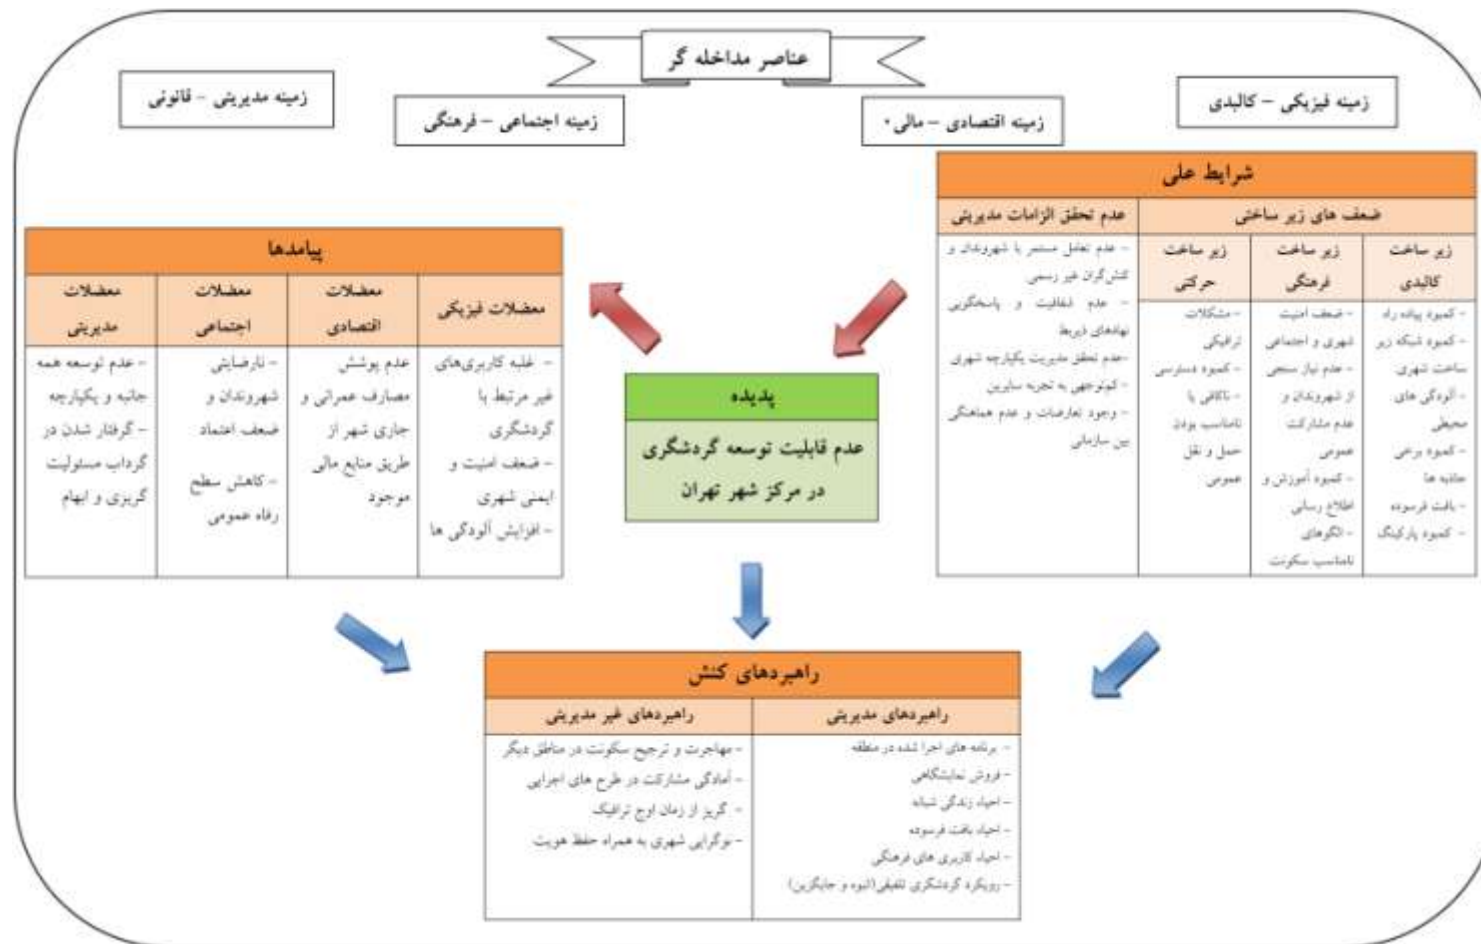 عناصر مداخله گر
زمینه فیزیکی – کالبدی
زمینه اقتصادی – مالی۰
زمینه اجتماعی – فرهنگی
زمینه مدیریتی – قانونی
شرایط علی
ضعف های زیر ساختی
عدم تحقق الزامات مدیریتی
زیر ساخت
کالبدی
- کمبود پیاده راه
- کمبود شبکه زیر
ساخت شهری
- آلودگی های
محیطی
- کمبود برخی
جاذبه ها
- بافت فرسوده
- کمبود پارکینگ
زیر ساخت
فرهنگی
- ضعف امنیت
شهری و اجتماعی
- عدم نیاز سنجی
از شهروندان و
عدم مشارکت
عمومی
- کمبود آموزش و
اطلاع رسانی
- الگوهای
نامناسب سکونت
زیر ساخت
حرکتی
- مشکلات
ترافیکی
- کمبود دسترسی
- ناکافی یا
نامناسب بودن
حمل و نقل
عمومی
- عدم تعامل مستمر با شهروندان و
کنش‌گران غیر رسمی
- عدم شفافیت و پاسخگویی
نهادهای ذیربط
-عدم تحقق مدیریت یکپارچه شهری
- کم‌توجهی به تجربه سایرین
- وجود تعارضات و عدم هماهنگی
بین سازمانی
پدیده
عدم قابلیت توسعه گردشگری
در مرکز شهر تهران
پیامدها
معضلات فیزیکی
- غلبه کاربری‌های
غیر مرتبط با
گردشگری
- ضعف امنیت و
ایمنی شهری
- افزایش آلودگی ها
معضلات
اقتصادی
عدم پوشش
مصارف عمرانی و
جاری شهر از
طریق منابع مالی
موجود
معضلات
اجتماعی
- نارضایتی
شهروندان و
ضعف اعتماد
- کاهش سطح
رفاه عمومی
معضلات
مدیریتی
- عدم توسعه همه
جانبه و یکپارچه
- گرفتار شدن در
گرداب مسئولیت
گریزی و ابهام
راهبردهای کنش
راهبردهای مدیریتی
- برنامه های اجرا شده در منطقه
- فروش نمایشگاهی
- احیاء زندگی شبانه
- احیاء بافت فرسوده
- احیاء کاربری های فرهنگی
- رویکرد گردشگری تلفیقی(انبوه و جایگزین)
راهبردهای غیر مدیریتی
- مهاجرت و ترجیح سکونت در مناطق دیگر
- آمادگی مشارکت در طرح های اجرایی
- گریز از زمان اوج ترافیک
- نوگرایی شهری به همراه حفظ هویت